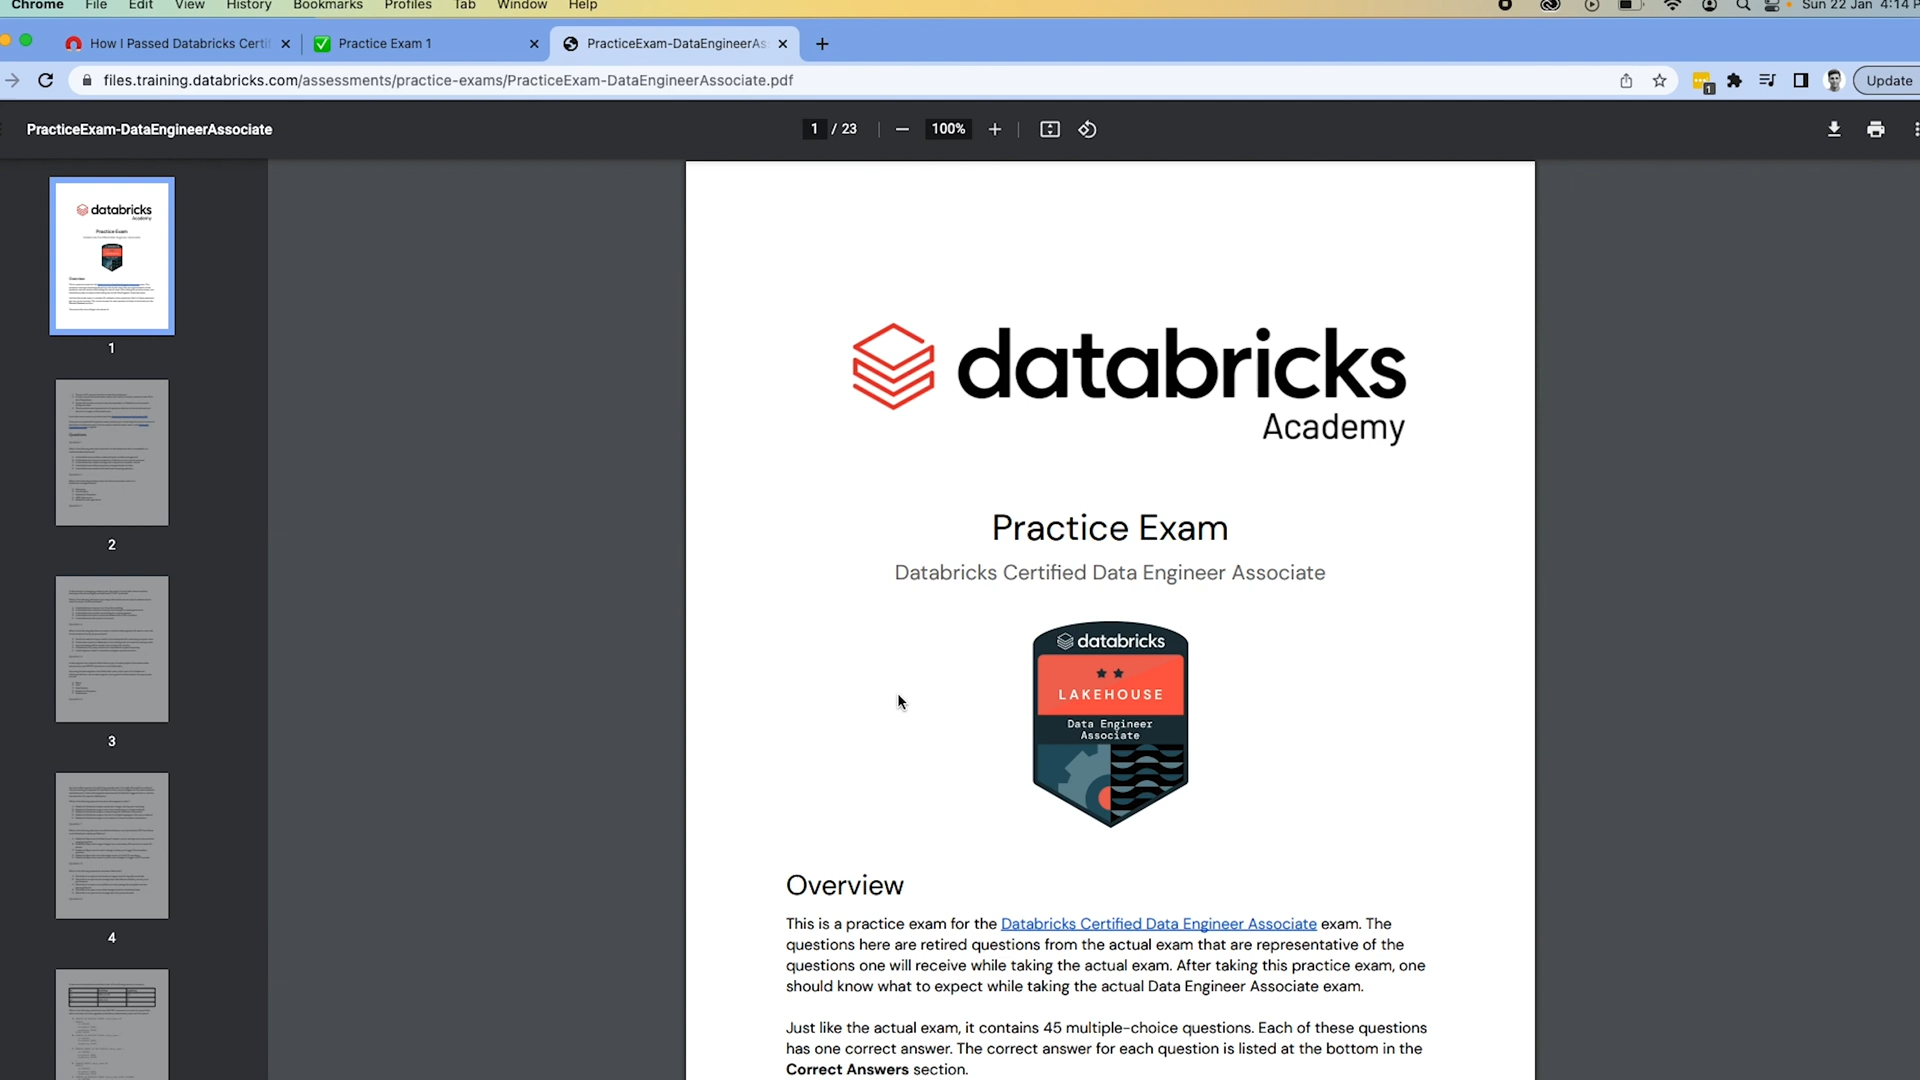 Chrome File Edit View History Bookmarks Profiles Tab Window Help Sun 22 Jan 4:14 P
How I Passed Databricks Certif Practice Exam 1 PracticeExam-DataEngineerAs
files.training.databricks.com/assessments/practice-exams/PracticeExam-DataEngineerAssociate.pdf 1 Update
PracticeExam-DataEngineerAssociate 1 / 23 100%
databricks
Academy
Practice Exam
1
2
3
4
databricks
Academy
Practice Exam
Databricks Certified Data Engineer Associate
databricks
LAKEHOUSE
Data Engineer
Associate
Overview
This is a practice exam for the Databricks Certified Data Engineer Associate exam. The
questions here are retired questions from the actual exam that are representative of the
questions one will receive while taking the actual exam. After taking this practice exam, one
should know what to expect while taking the actual Data Engineer Associate exam.
Just like the actual exam, it contains 45 multiple-choice questions. Each of these questions
has one correct answer. The correct answer for each question is listed at the bottom in the
Correct Answers section.